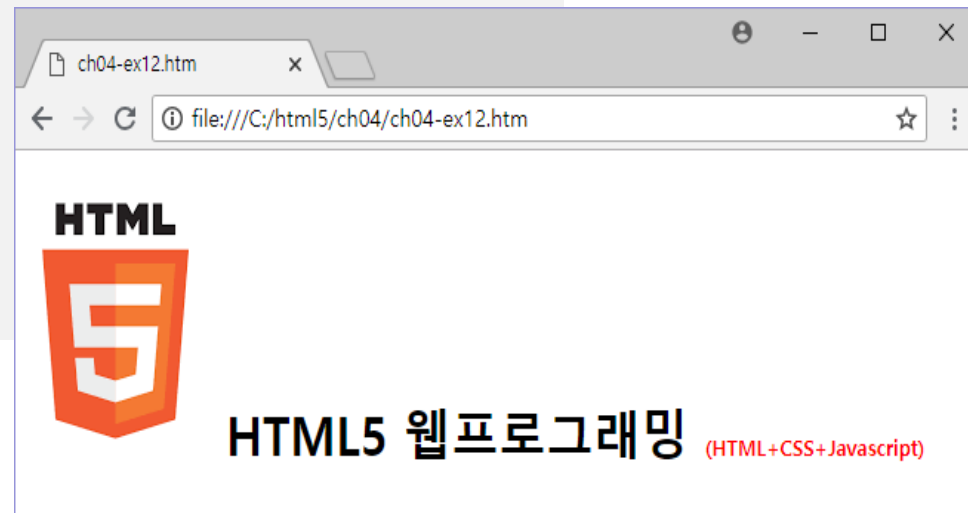 ch04-ex12.htm
file:///C:/html5/ch04/ch04-ex12.htm
HTML
5
HTML5 웹프로그래밍 (HTML+CSS+Javascript)